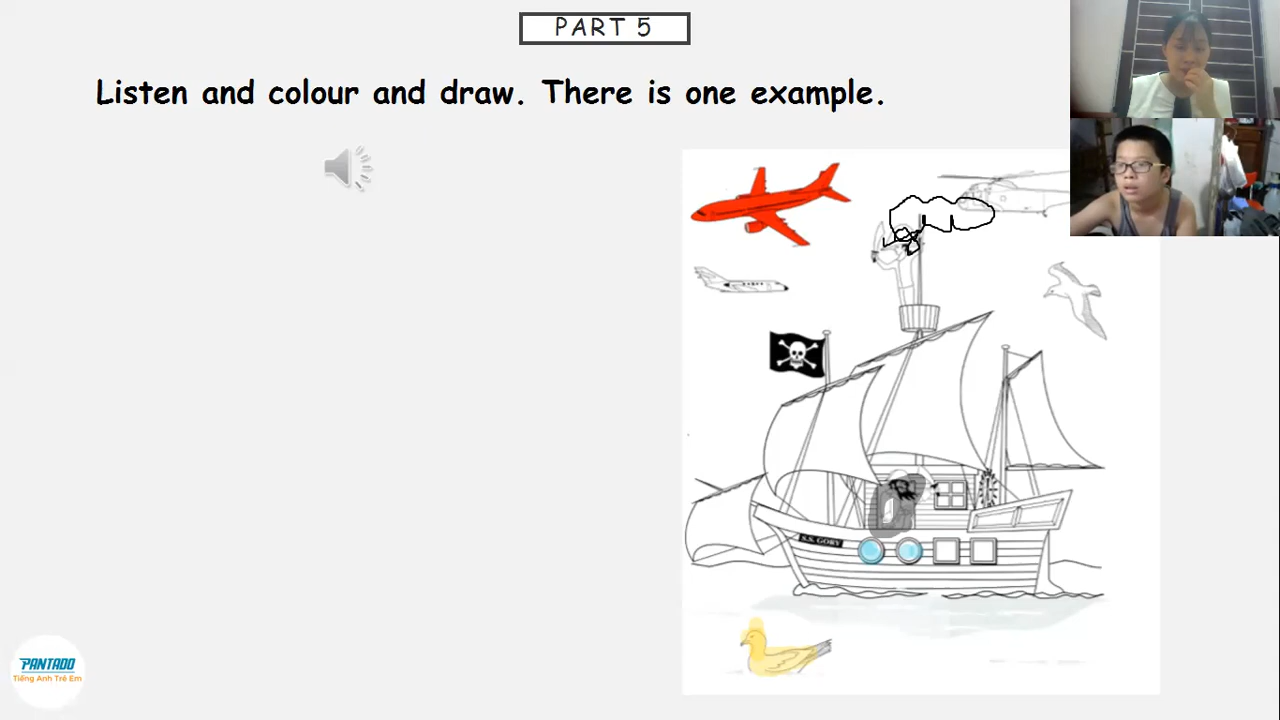 PART 5
Listen and colour and draw. There is one example.
S.S. GORY
PANTADO
Tiếng Anh Trẻ Em